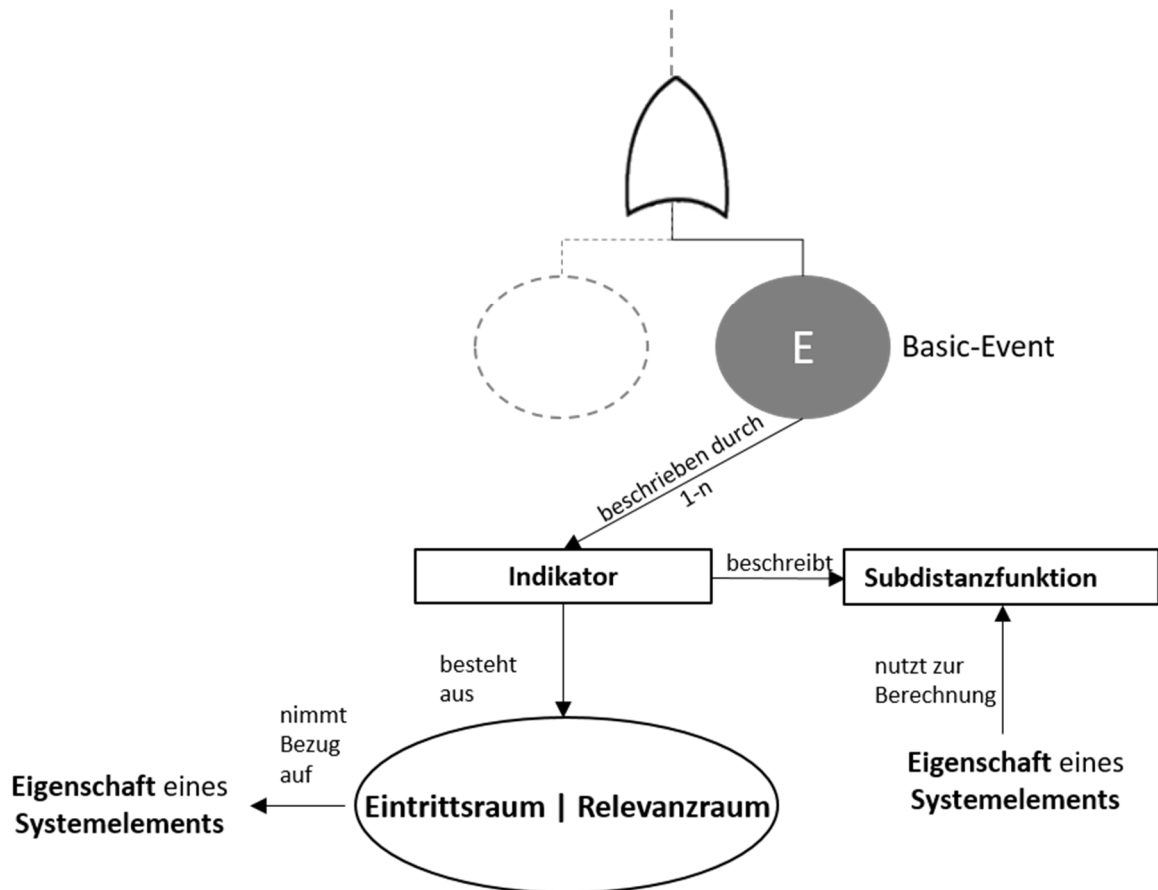 E
Basic-Event
beschrieben durch
1-n
Indikator
beschreibt
Subdistanzfunktion
besteht
aus
nutzt zur
Berechnung
nimmt
Bezug
auf
Eigenschaft eines
Systemelements
Eintrittsraum | Relevanzraum
Eigenschaft eines
Systemelements